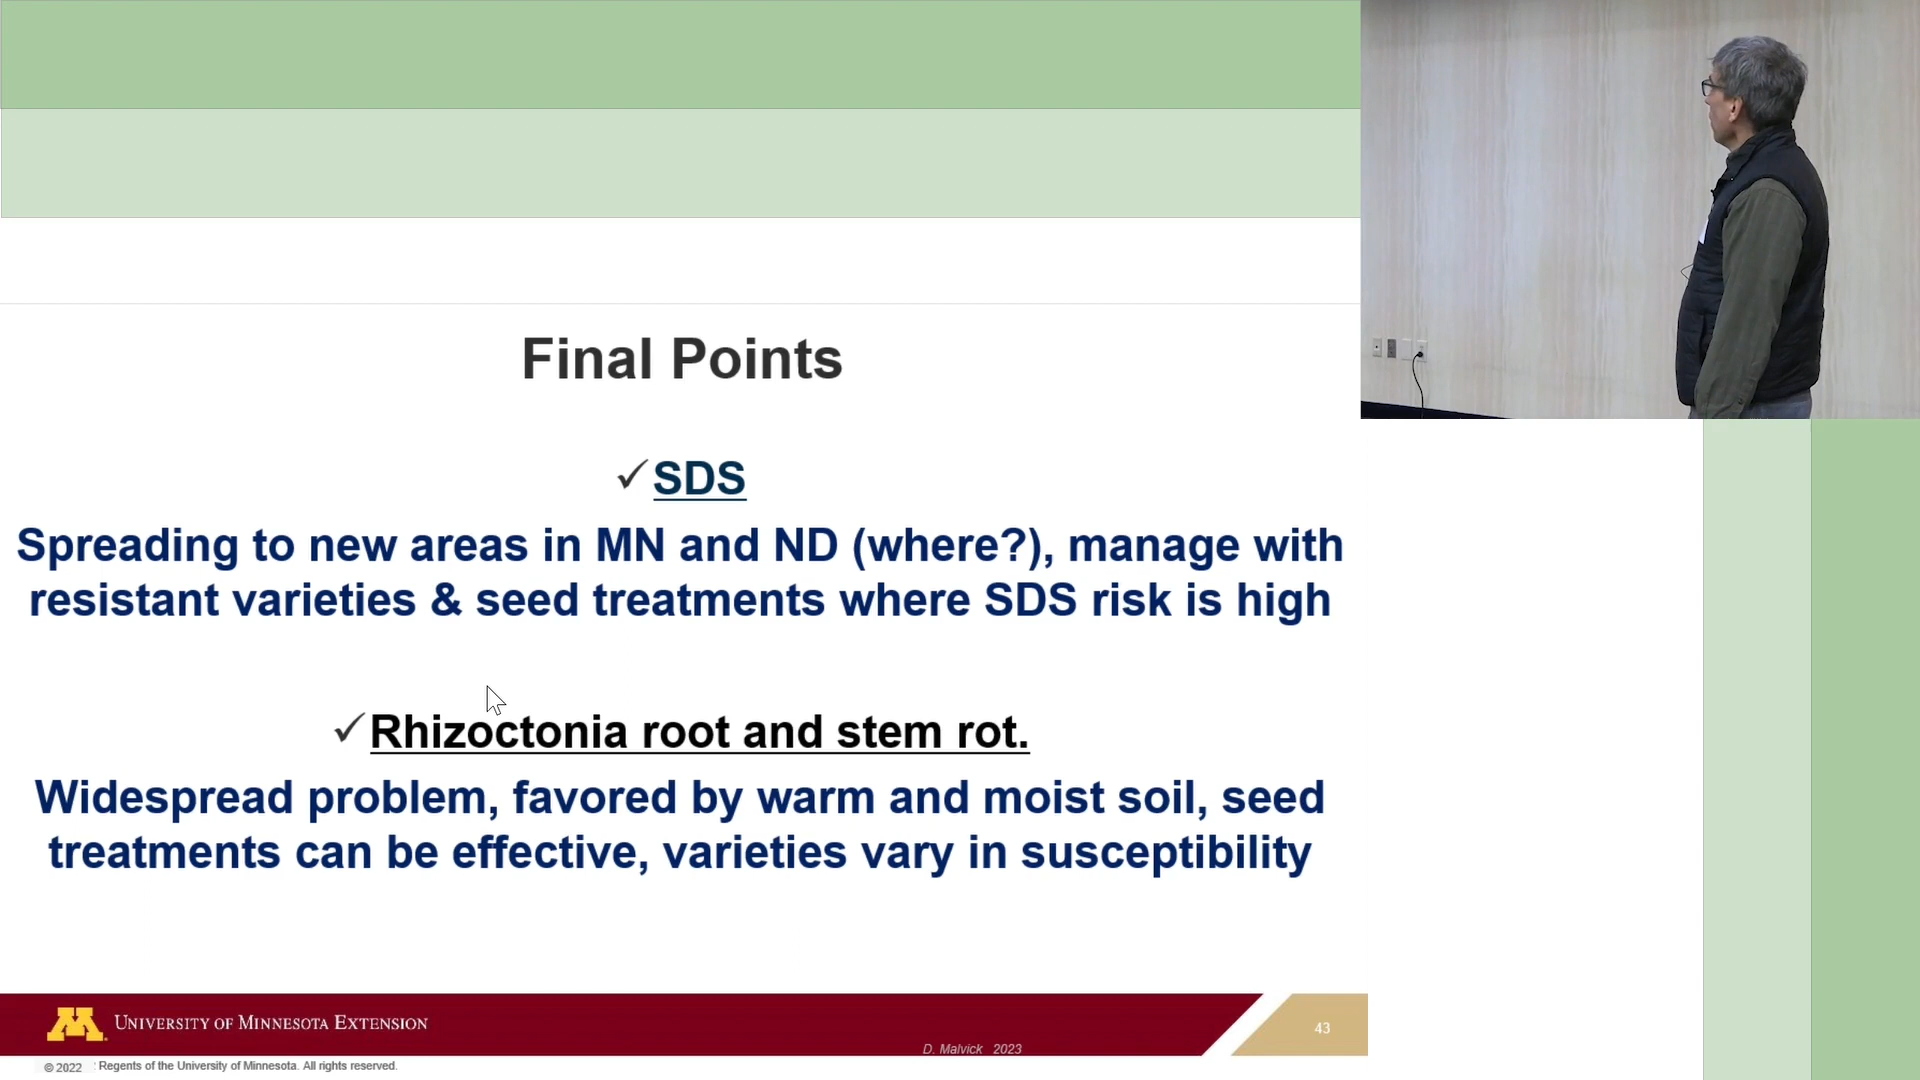 Final Points
✓SDS
Spreading to new areas in MN and ND (where?), manage with
resistant varieties & seed treatments where SDS risk is high
✓Rhizoctonia root and stem rot.
Widespread problem, favored by warm and moist soil, seed
treatments can be effective, varieties vary in susceptibility
UNIVERSITY OF MINNESOTA EXTENSION
43
D. Malvick 2023
© 2022 Regents of the University of Minnesota. All rights reserved.